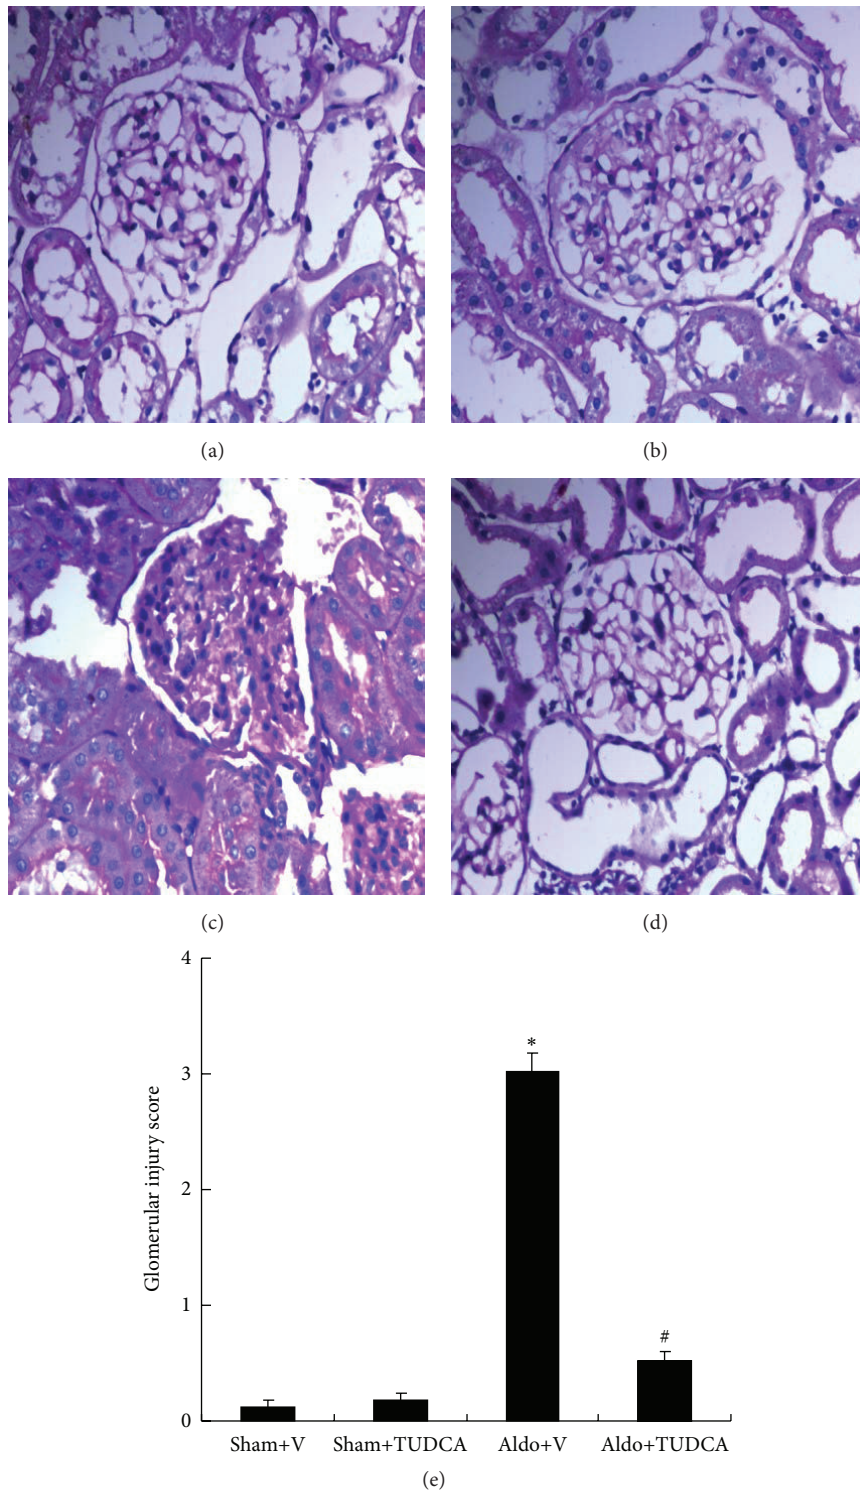 (a)
(b)
(c)
(d)
4
3
2
1
0
Glomerular injury score
*
#
Sham+V
Sham+TUDCA
Aldo+V
Aldo+TUDCA
(e)